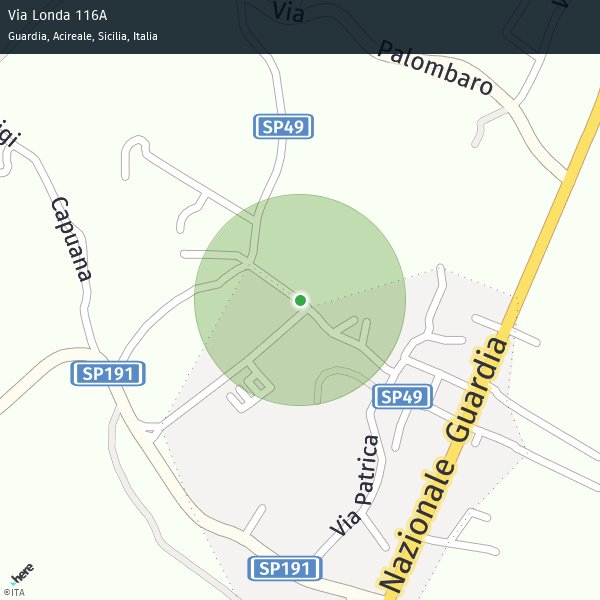 Via Londa 116A
Guardia, Acireale, Sicilia, Italia
Via
Palombaro
SP49
Capuana
SP191
SP49
Nazionale Guardia
Via Patrica
SP191
here
©ITA